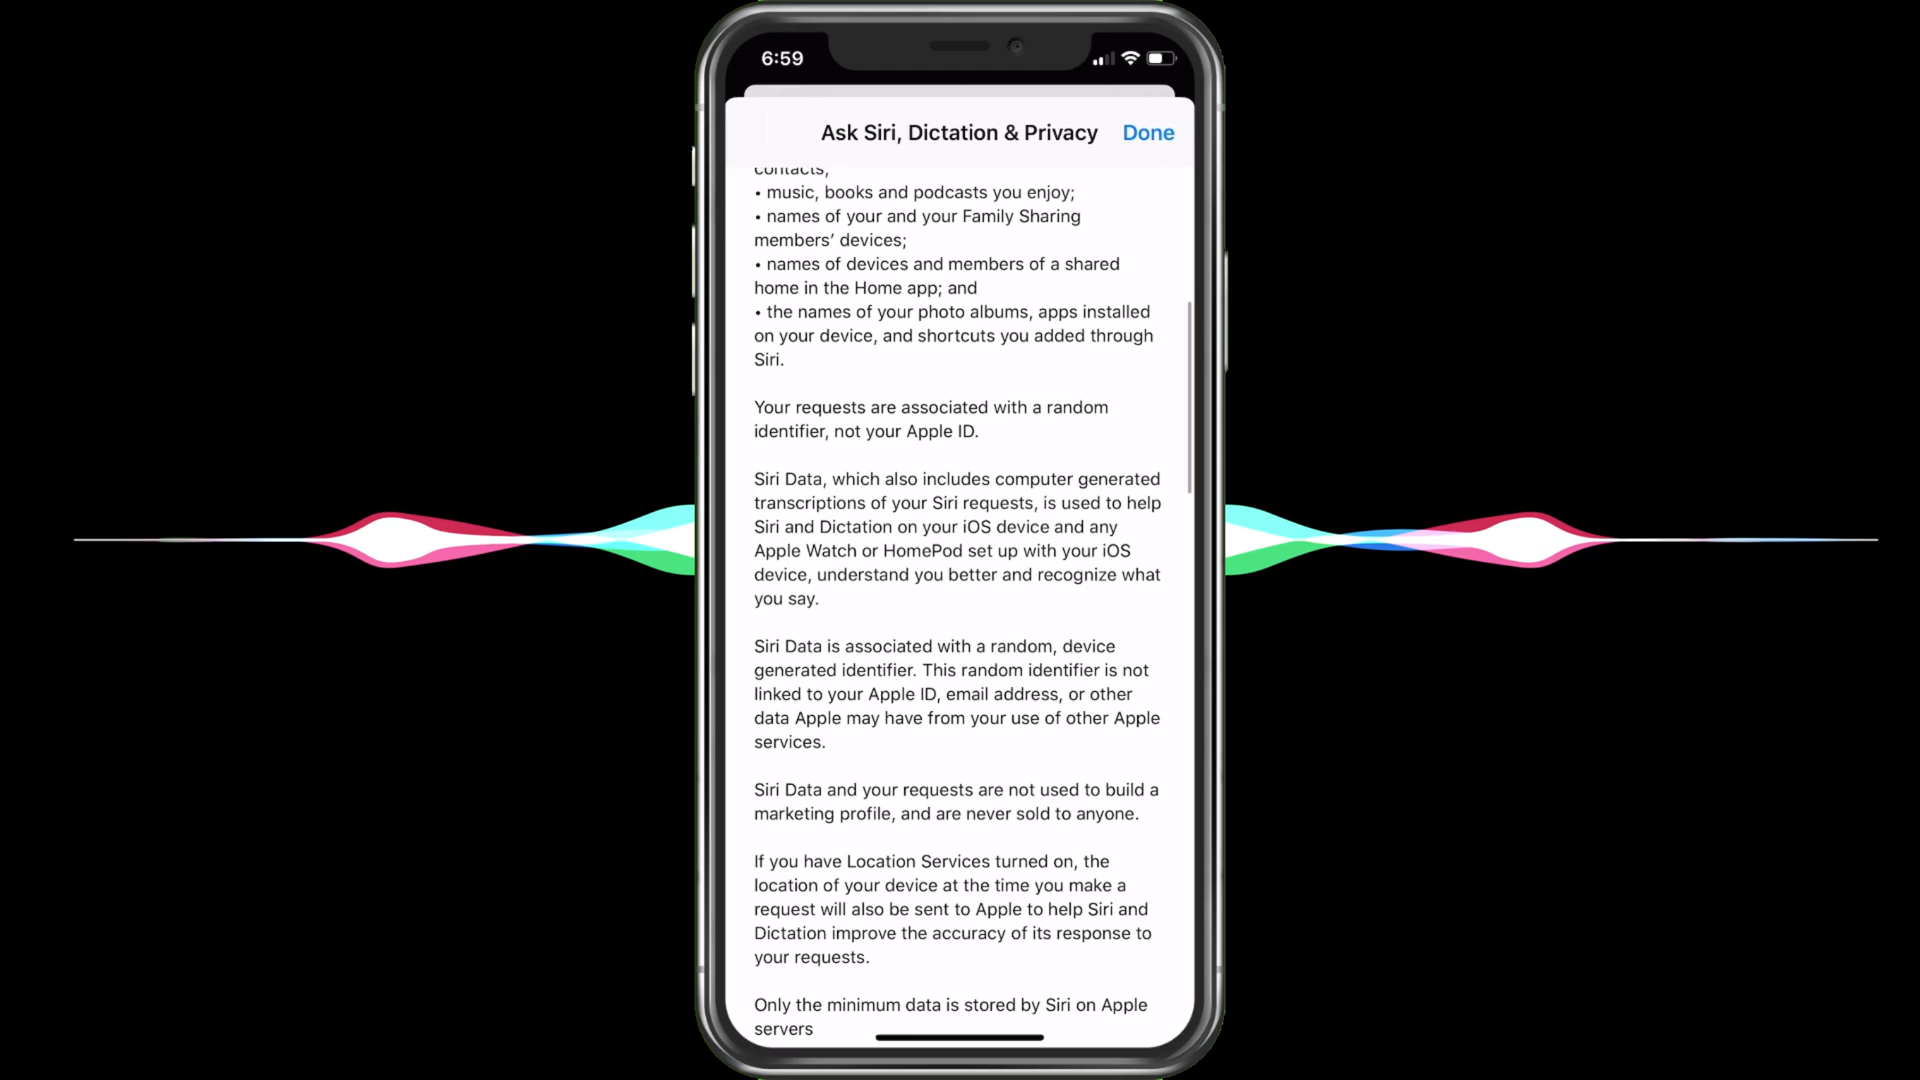 6:59
Ask Siri, Dictation & Privacy
Done
contacts,
• music, books and podcasts you enjoy;
• names of your and your Family Sharing
members’ devices;
• names of devices and members of a shared
home in the Home app; and
• the names of your photo albums, apps installed
on your device, and shortcuts you added through
Siri.
Your requests are associated with a random
identifier, not your Apple ID.
Siri Data, which also includes computer generated
transcriptions of your Siri requests, is used to help
Siri and Dictation on your iOS device and any
Apple Watch or HomePod set up with your iOS
device, understand you better and recognize what
you say.
Siri Data is associated with a random, device
generated identifier. This random identifier is not
linked to your Apple ID, email address, or other
data Apple may have from your use of other Apple
services.
Siri Data and your requests are not used to build a
marketing profile, and are never sold to anyone.
If you have Location Services turned on, the
location of your device at the time you make a
request will also be sent to Apple to help Siri and
Dictation improve the accuracy of its response to
your requests.
Only the minimum data is stored by Siri on Apple
servers